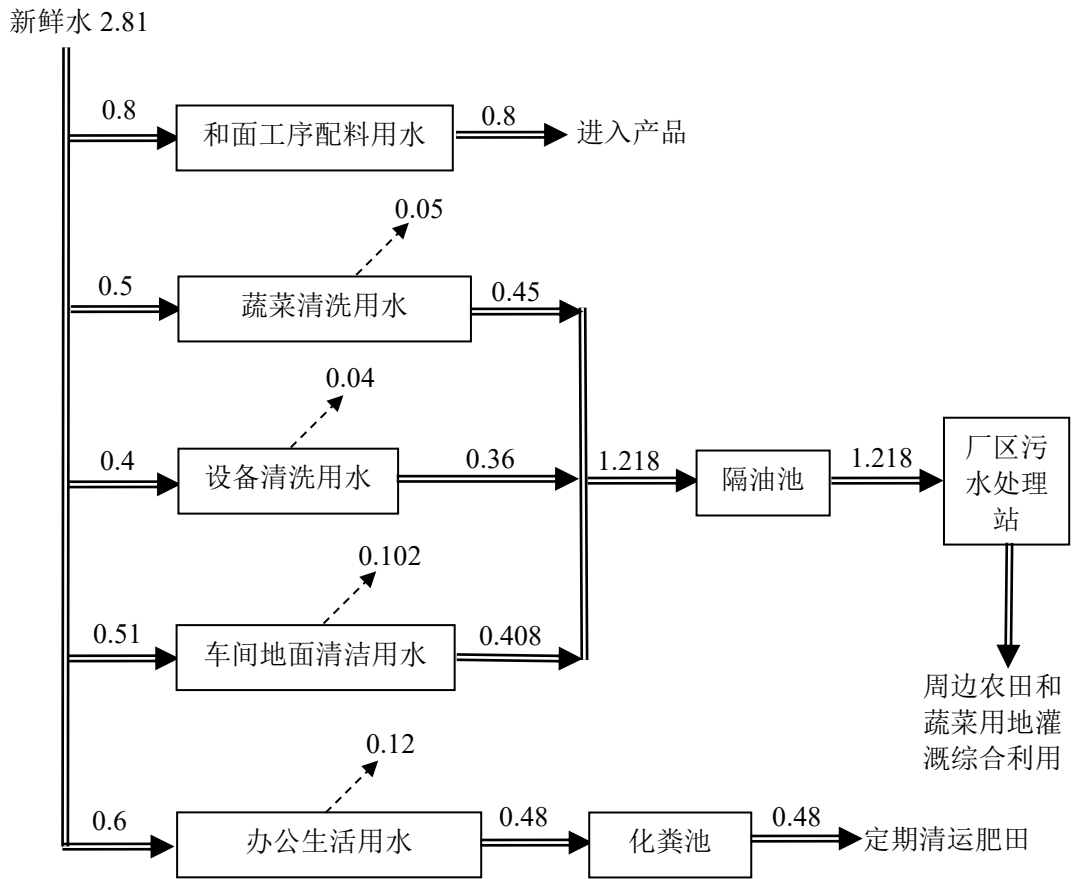 新鲜水 2.81
0.8
和面工序配料用水
0.8
进入产品
0.05
0.5
蔬菜清洗用水
0.45
0.04
0.4
设备清洗用水
0.36
1.218
隔油池
1.218
厂区污
水处理
站
0.102
0.51
车间地面清洁用水
0.408
周边农田和
蔬菜用地灌
溉综合利用
0.12
0.6
办公生活用水
0.48
化粪池
0.48
定期清运肥田